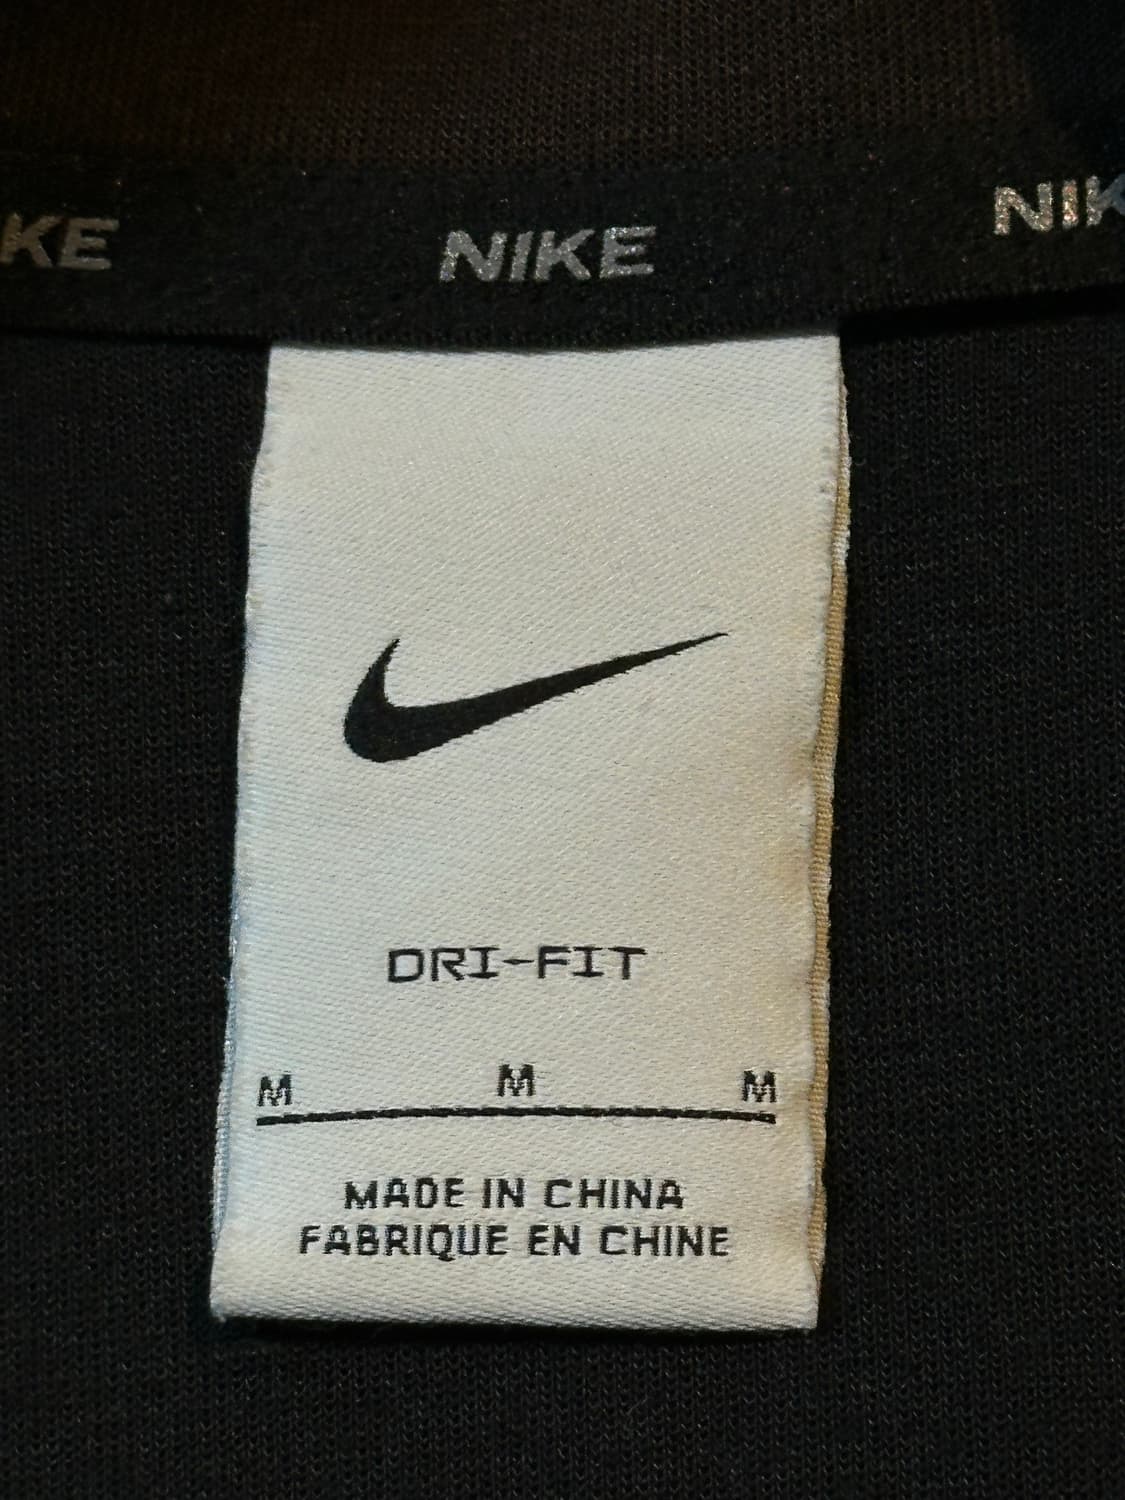 KE NIKE NIK
DRI-FIT
M M M
MADE IN CHINA
FABRIQUE EN CHINE